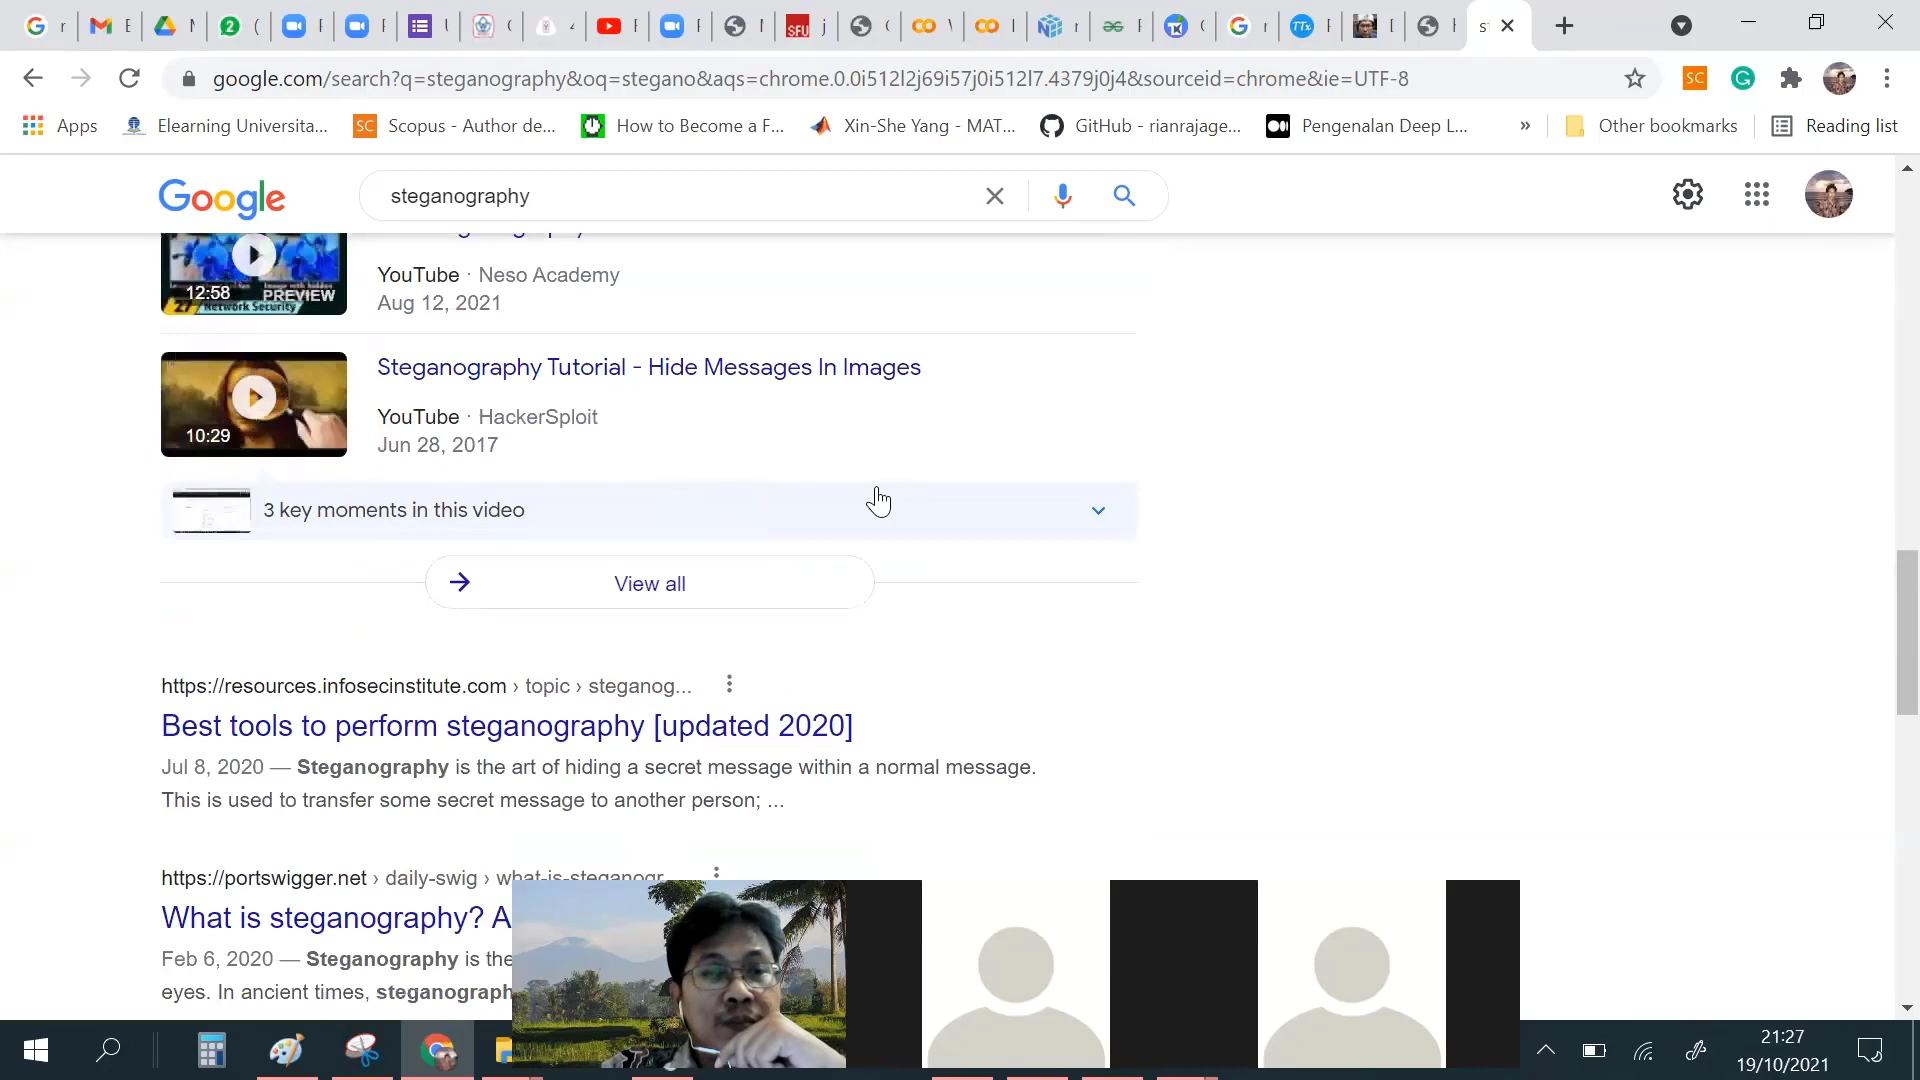 google.com/search?q=steganography&oq=stegano&aqs=chrome.0.0i512l2j69i57j0i512l7.4379j0j4&sourceid=chrome&ie=UTF-8
Apps
Elearning Universita...
Scopus - Author de...
How to Become a F...
Xin-She Yang - MAT...
GitHub - rianrajage...
Pengenalan Deep L...
»
Other bookmarks
Reading list
Google
steganography
12:58
PREVIEW
27 Network Security
YouTube · Neso Academy
Aug 12, 2021
10:29
Steganography Tutorial - Hide Messages In Images
YouTube · HackerSploit
Jun 28, 2017
3 key moments in this video
View all
https://resources.infosecinstitute.com › topic › steganog...
Best tools to perform steganography [updated 2020]
Jul 8, 2020 — Steganography is the art of hiding a secret message within a normal message.
This is used to transfer some secret message to another person; ...
https://portswigger.net › daily-swig › what-is-steganogr
What is steganography? A
Feb 6, 2020 — Steganography is the
eyes. In ancient times, steganograph
21:27
19/10/2021